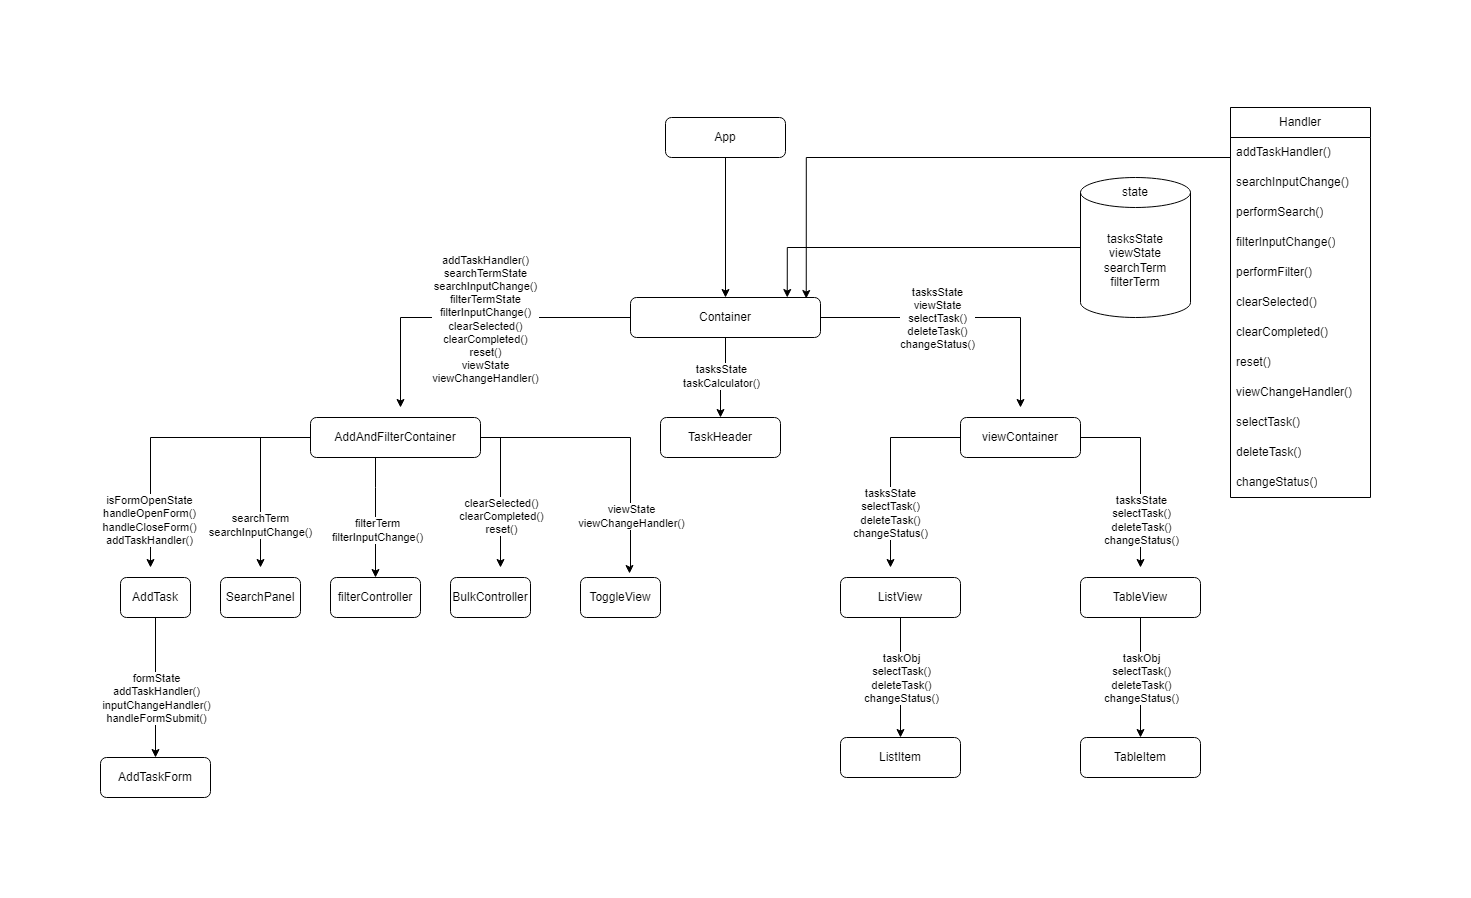 App
Handler
addTaskHandler()
searchInputChange()
performSearch()
filterInputChange()
performFilter()
clearSelected()
clearCompleted()
reset()
viewChangeHandler()
selectTask()
deleteTask()
changeStatus()
state
tasksState
viewState
searchTerm
filterTerm
Container
addTaskHandler()
searchTermState
searchInputChange()
filterTermState
filterInputChange()
clearSelected()
clearCompleted()
reset()
viewState
viewChangeHandler()
tasksState
taskCalculator()
tasksState
viewState
selectTask()
deleteTask()
changeStatus()
AddAndFilterContainer
TaskHeader
viewContainer
isFormOpenState
handleOpenForm()
handleCloseForm()
addTaskHandler()
searchTerm
searchInputChange()
filterTerm
filterInputChange()
clearSelected()
clearCompleted()
reset()
viewState
viewChangeHandler()
tasksState
selectTask()
deleteTask()
changeStatus()
tasksState
selectTask()
deleteTask()
changeStatus()
AddTask
SearchPanel
filterController
BulkController
ToggleView
ListView
TableView
formState
addTaskHandler()
inputChangeHandler()
handleFormSubmit()
taskObj
selectTask()
deleteTask()
changeStatus()
taskObj
selectTask()
deleteTask()
changeStatus()
AddTaskForm
ListItem
TableItem